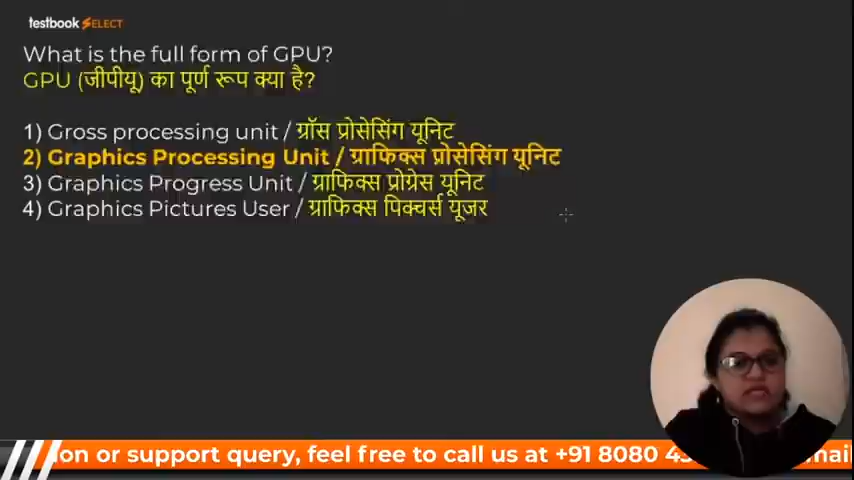 testbook SELECT
What is the full form of GPU?
GPU (जीपीयू) का पूर्ण रूप क्या है?
1) Gross processing unit / ग्रॉस प्रोसेसिंग यूनिट
2) Graphics Processing Unit / ग्राफिक्स प्रोसेसिंग यूनिट
3) Graphics Progress Unit / ग्राफिक्स प्रोग्रेस यूनिट
4) Graphics Pictures User / ग्राफिक्स पिक्चर्स यूजर
on or support query, feel free to call us at +91 8080 4